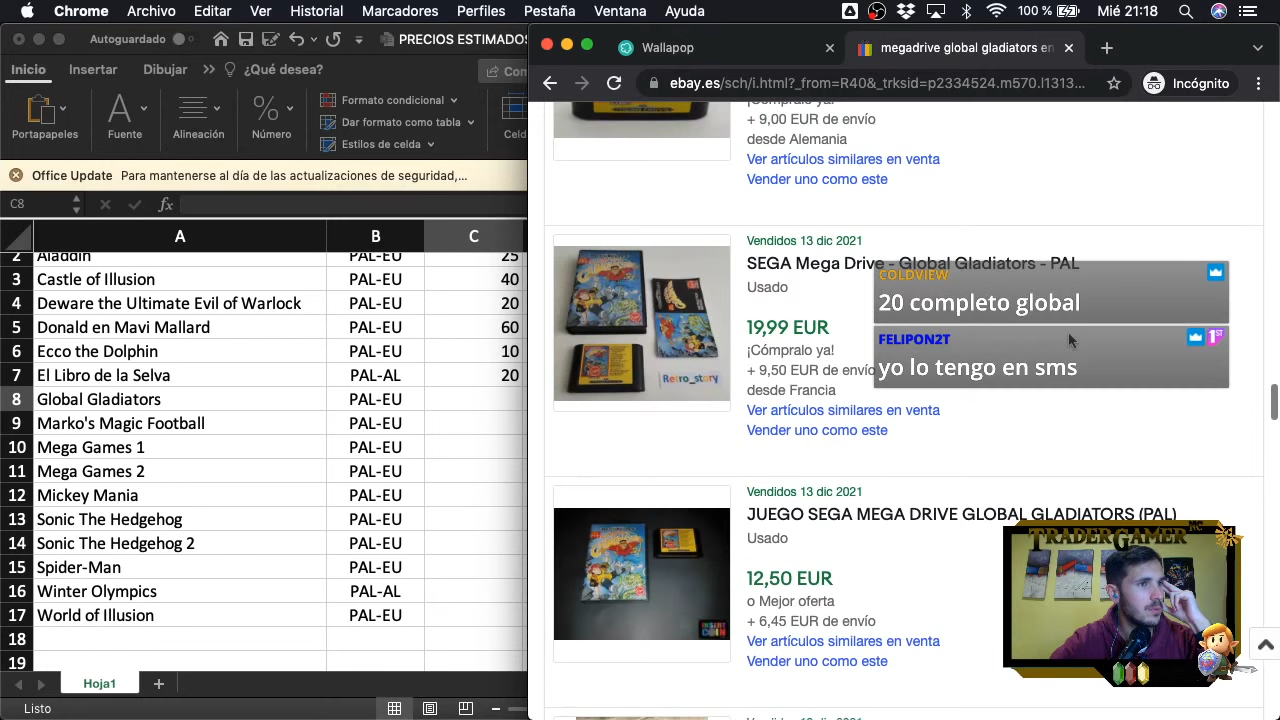 Chrome Archivo Editar Ver Historial Marcadores Perfiles Pestaña Ventana Ayuda 100 % Mié 21:18
Autoguardado PRECIOS ESTIMADOS
Inicio Insertar Dibujar ¿Qué desea?
Portapapeles Fuente Alineación Número
Formato condicional
Dar formato como tabla
Estilos de celda
Office Update Para mantenerse al día de las actualizaciones de seguridad,...
C8 fx
A B C
2 Aladdin PAL-EU 25
3 Castle of Illusion PAL-EU 40
4 Deware the Ultimate Evil of Warlock PAL-EU 20
5 Donald en Mavi Mallard PAL-EU 60
6 Ecco the Dolphin PAL-EU 10
7 El Libro de la Selva PAL-AL 20
8 Global Gladiators PAL-EU
9 Marko's Magic Fotball PAL-EU
10 Mega Games 1 PAL-EU
11 Mega Games 2 PAL-EU
12 Mickey Mania PAL-EU
13 Sonic The Hedgehog PAL-EU
14 Sonic The Hedgehog 2 PAL-EU
15 Spider-Man PAL-EU
16 Winter Olympics PAL-AL
17 World of Illusion PAL-EU
18
19
Hoja1
Listo
Wallapop
megadrive global gladiators en
ebay.es/sch/i.html?_from=R40&_trksid=p2334524.m570.l1313...
Incógnito
¡Cómpralo ya!
+ 9,00 EUR de envío
desde Alemania
Ver artículos similares en venta
Vender uno como este
Vendidos 13 dic 2021
SEGA Mega Drive - Global Gladiators - PAL
Usado
19,99 EUR
¡Cómpralo ya!
+ 9,50 EUR de envío
desde Francia
Ver artículos similares en venta
Vender uno como este
Retro_story
COLDVIEW
20 completo global
FELIPON2T
1ST
yo lo tengo en sms
Vendidos 13 dic 2021
JUEGO SEGA MEGA DRIVE GLOBAL GLADIATORS (PAL)
Usado
12,50 EUR
o Mejor oferta
+ 6,45 EUR de envío
Ver artículos similares en venta
Vender uno como este
INSERT COIN
TRADERGAMER